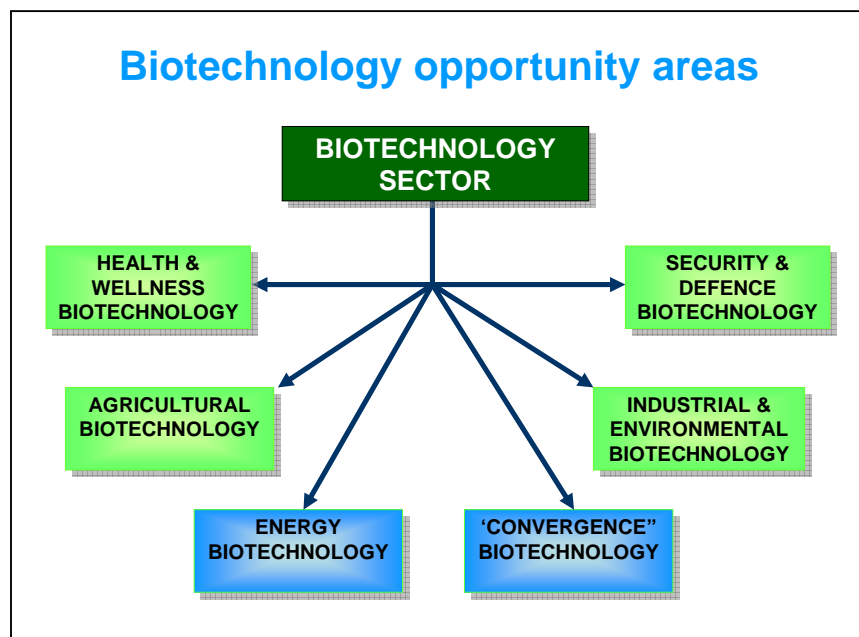 Biotechnology opportunity areas
BIOTECHNOLOGY
SECTOR
HEALTH &
WELLNESS
BIOTECHNOLOGY
SECURITY &
DEFENCE
BIOTECHNOLOGY
AGRICULTURAL
BIOTECHNOLOGY
INDUSTRIAL &
ENVIRONMENTAL
BIOTECHNOLOGY
ENERGY
BIOTECHNOLOGY
‘CONVERGENCE”
BIOTECHNOLOGY